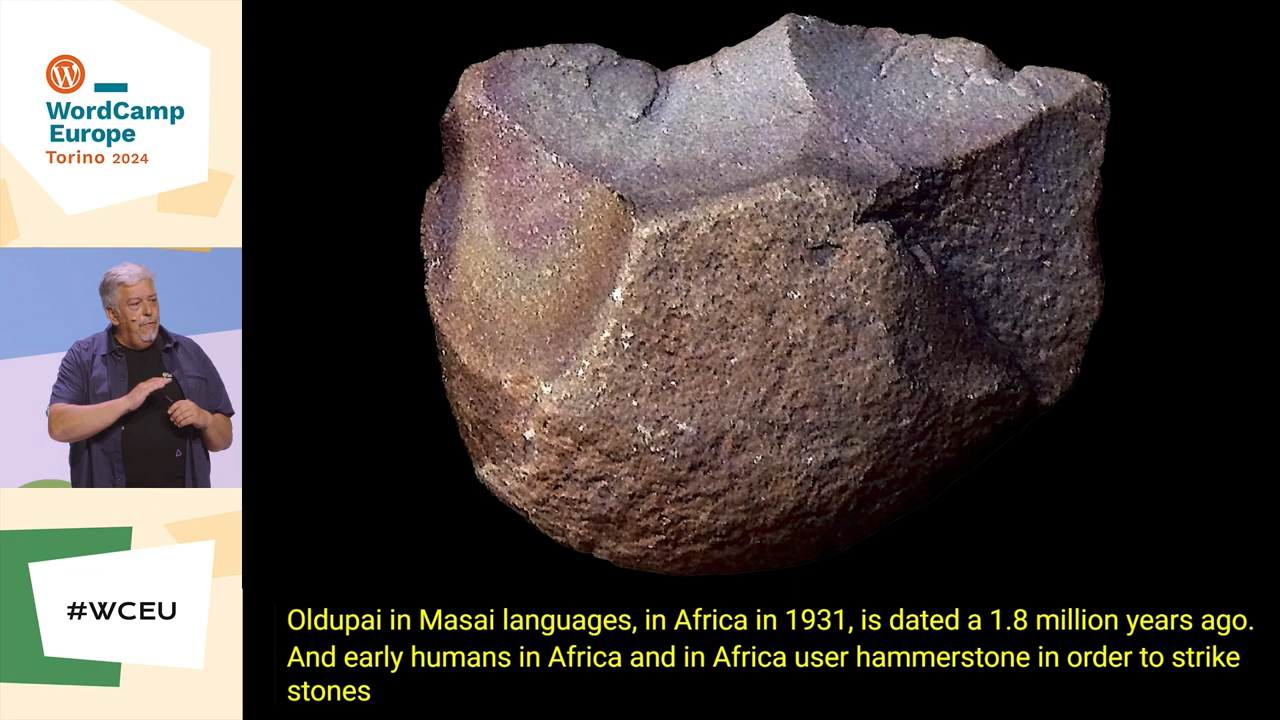 WordCamp
Europe
Torino 2024
#WCEU
Oldupai in Masai languages, in Africa in 1931, is dated a 1.8 million years ago.
And early humans in Africa and in Africa user hammerstone in order to strike
stones